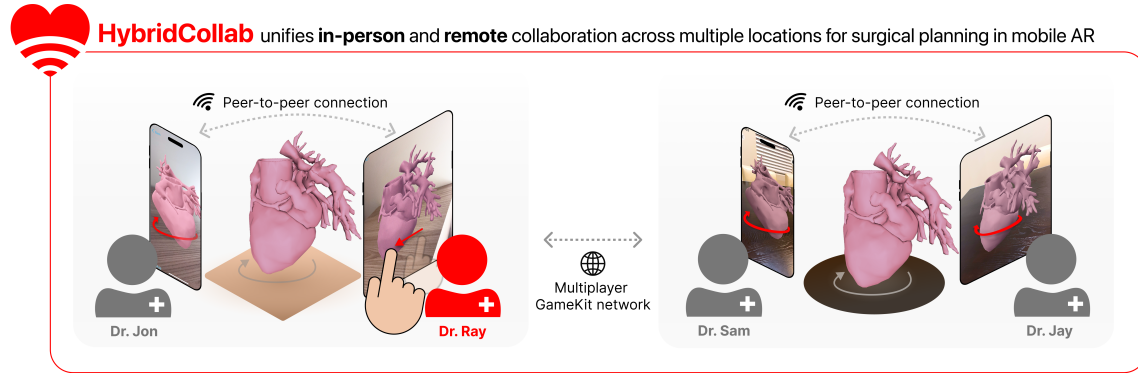 HybridCollab unifies in-person and remote collaboration across multiple locations for surgical planning in mobile AR
Peer-to-peer connection
Dr. Jon
Dr. Ray
Multiplayer
GameKit network
Peer-to-peer connection
Dr. Sam
Dr. Jay